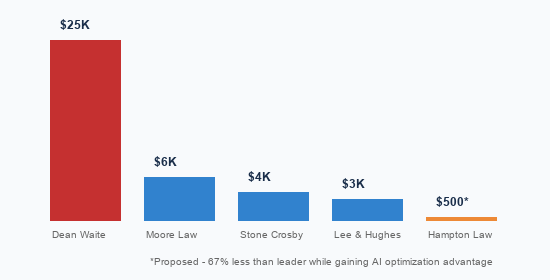 $25K
$6K
$4K
$3K
$500*
Dean Waite
Moore Law
Stone Crosby
Lee & Hughes
Hampton Law
*Proposed - 67% less than leader while gaining AI optimization advantage